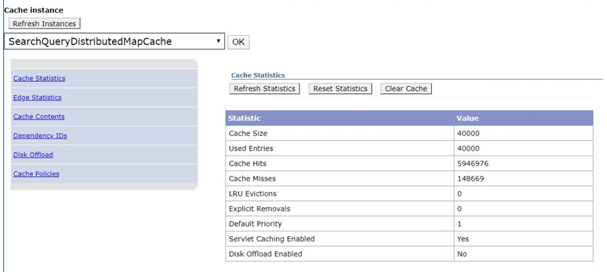 Cache instance
Refresh Instances
SearchQueryDistributedMapCache OK
Cache Statistics
Edge Statistics
Cache Contents
Dependency IDs
Disk Offload
Cache Policies
Cache Statistics
Refresh Statistics Reset Statistics Clear Cache
Statistic Value
Cache Size 40000
Used Entries 40000
Cache Hits 5946976
Cache Misses 148669
LRU Evictions 0
Explicit Removals 0
Default Priority 1
Servlet Caching Enabled Yes
Disk Offload Enabled No